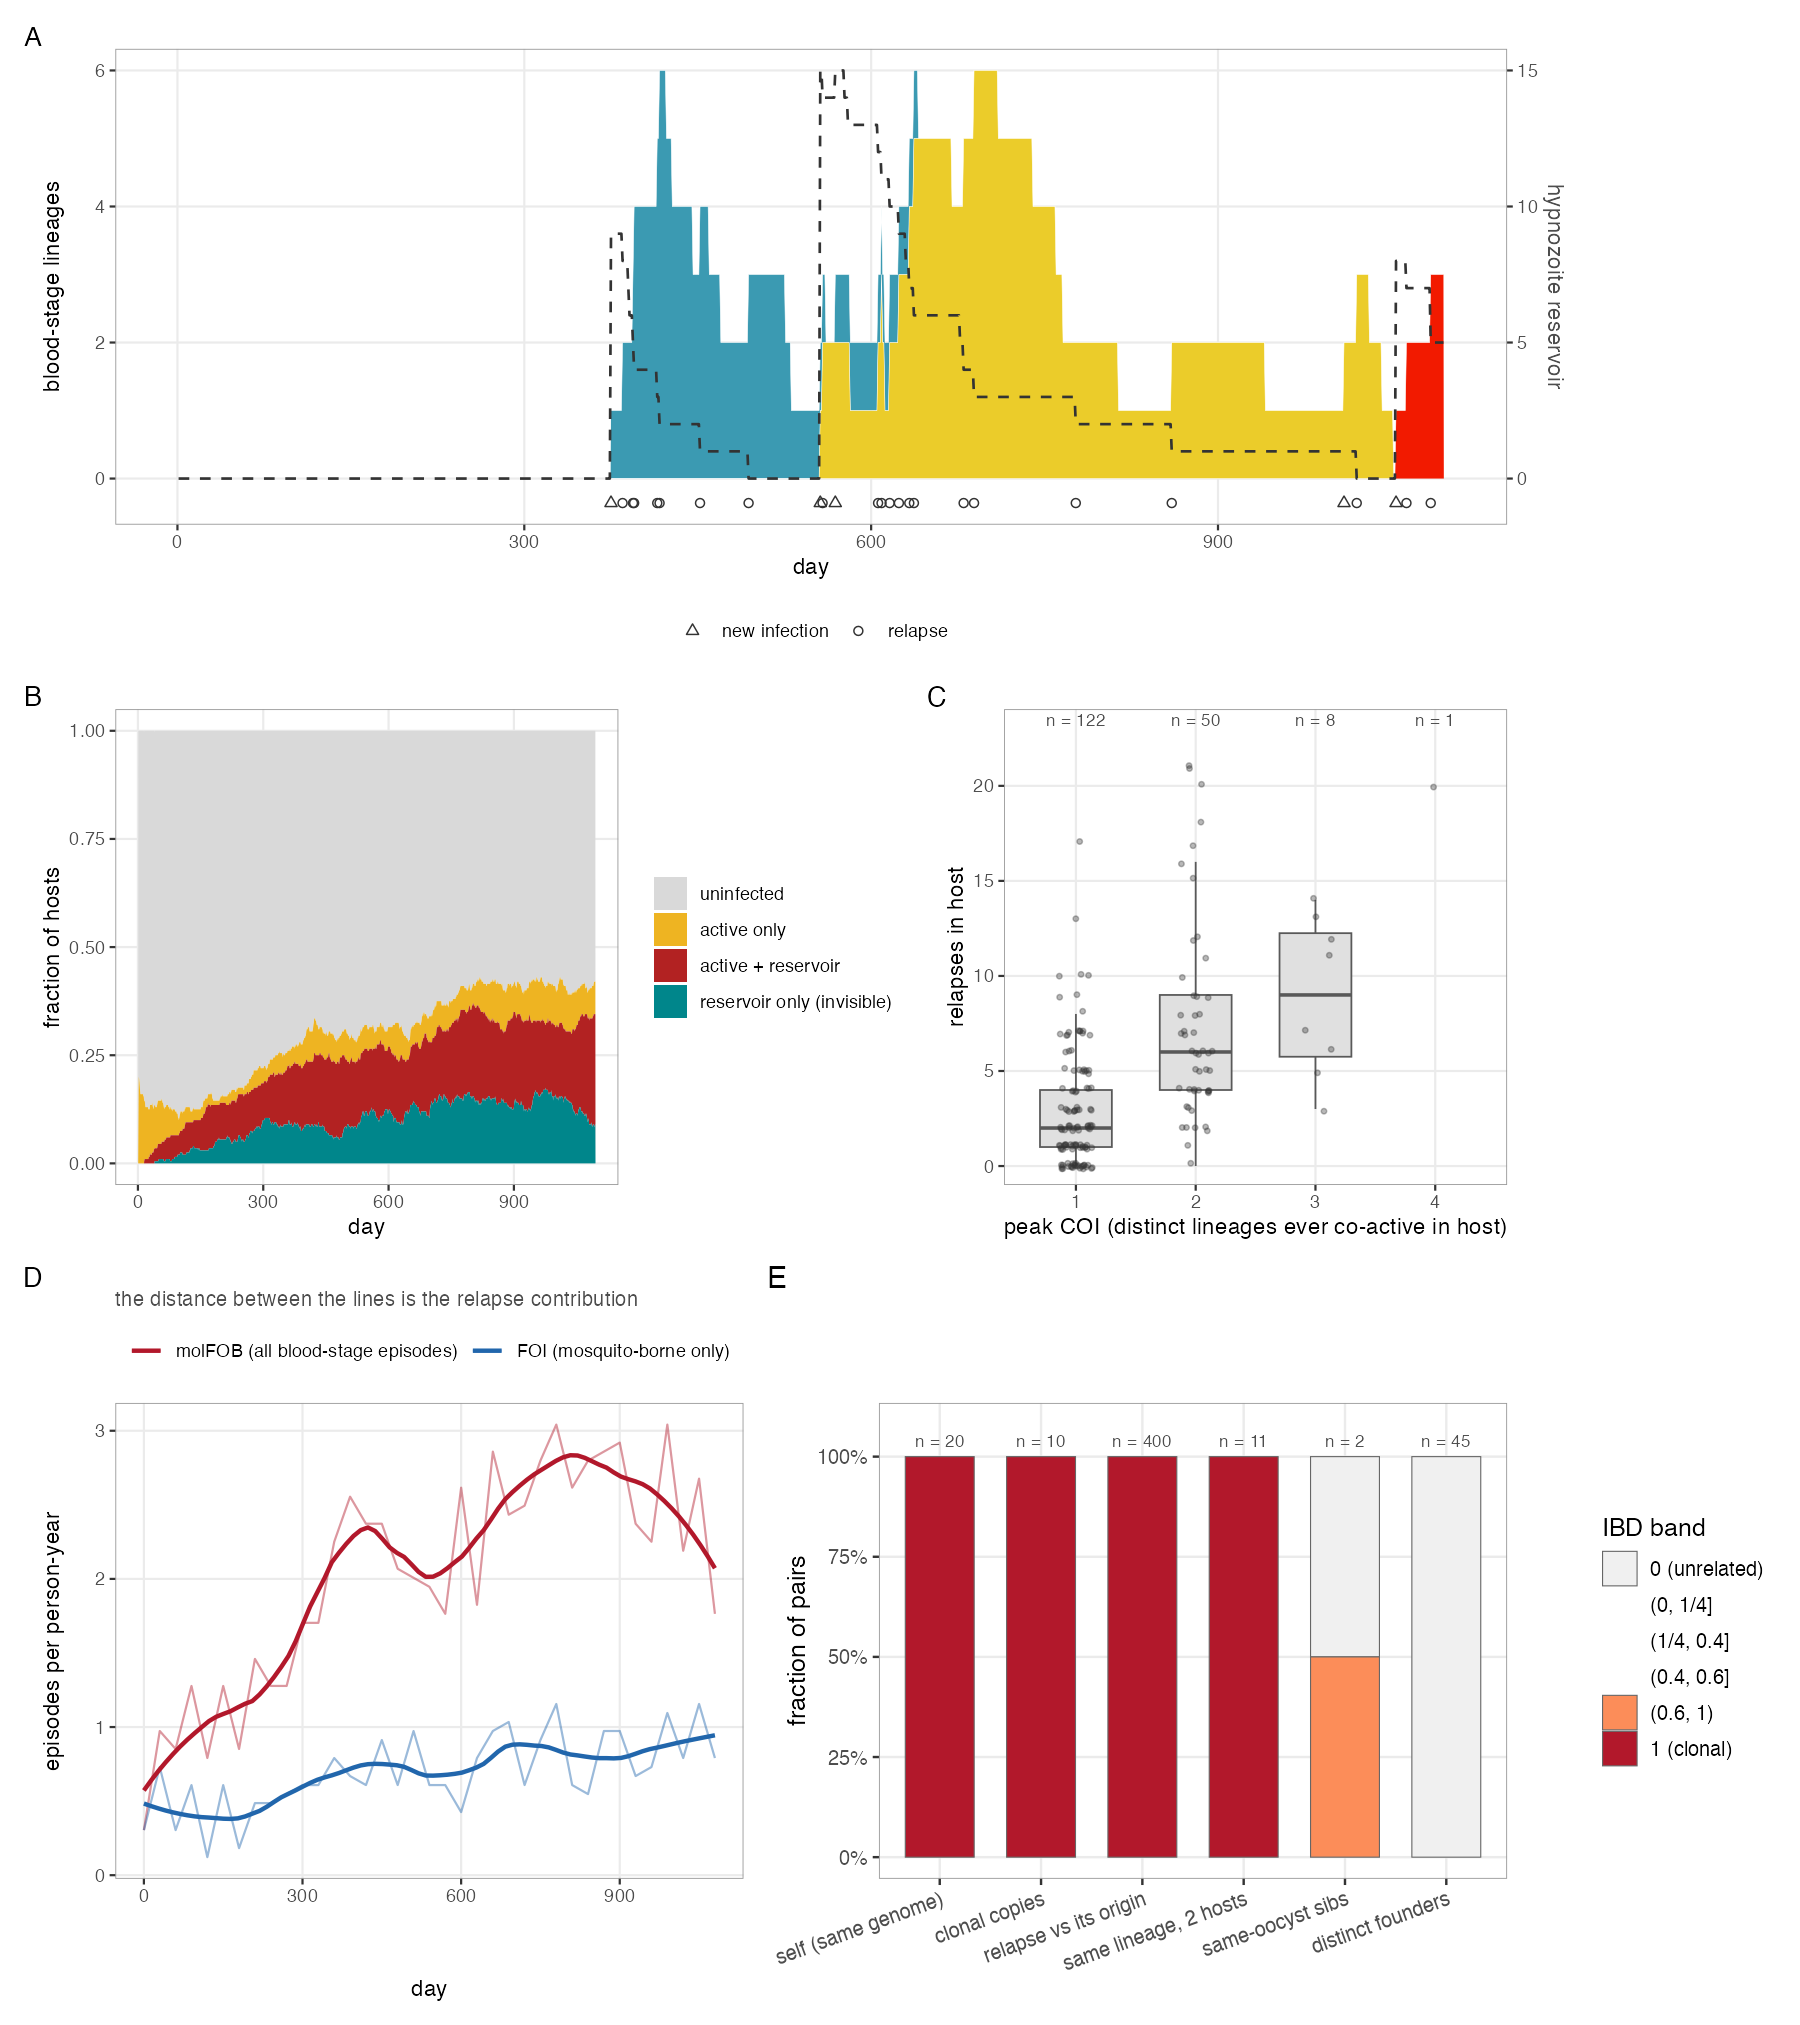 A
6
4
2
0
15
10
5
0
blood-stage lineages
hypnozoite reservoir
0 300 600 900
day
new infection relapse
B
1.00
0.75
0.50
0.25
0.00
fraction of hosts
0 300 600 900
day
uninfected
active only
active + reservoir
reservoir only (invisible)
C
n = 122 n = 50 n = 8 n = 1
20
15
10
5
0
relapses in host
1 2 3 4
peak COI (distinct lineages ever co-active in host)
D
the distance between the lines is the relapse contribution
molFOB (all blood-stage episodes) FOI (mosquito-borne only)
3
2
1
0
episodes per person-year
0 300 600 900
day
E
n = 20 n = 10 n = 400 n = 11 n = 2 n = 45
100%
75%
50%
25%
0%
fraction of pairs
self (same genome)
clonal copies
relapse vs its origin
same lineage, 2 hosts
same-oocyst sibs
distinct founders
IBD band
0 (unrelated)
(0, 1/4]
(1/4, 0.4]
(0.4, 0.6]
(0.6, 1)
1 (clonal)